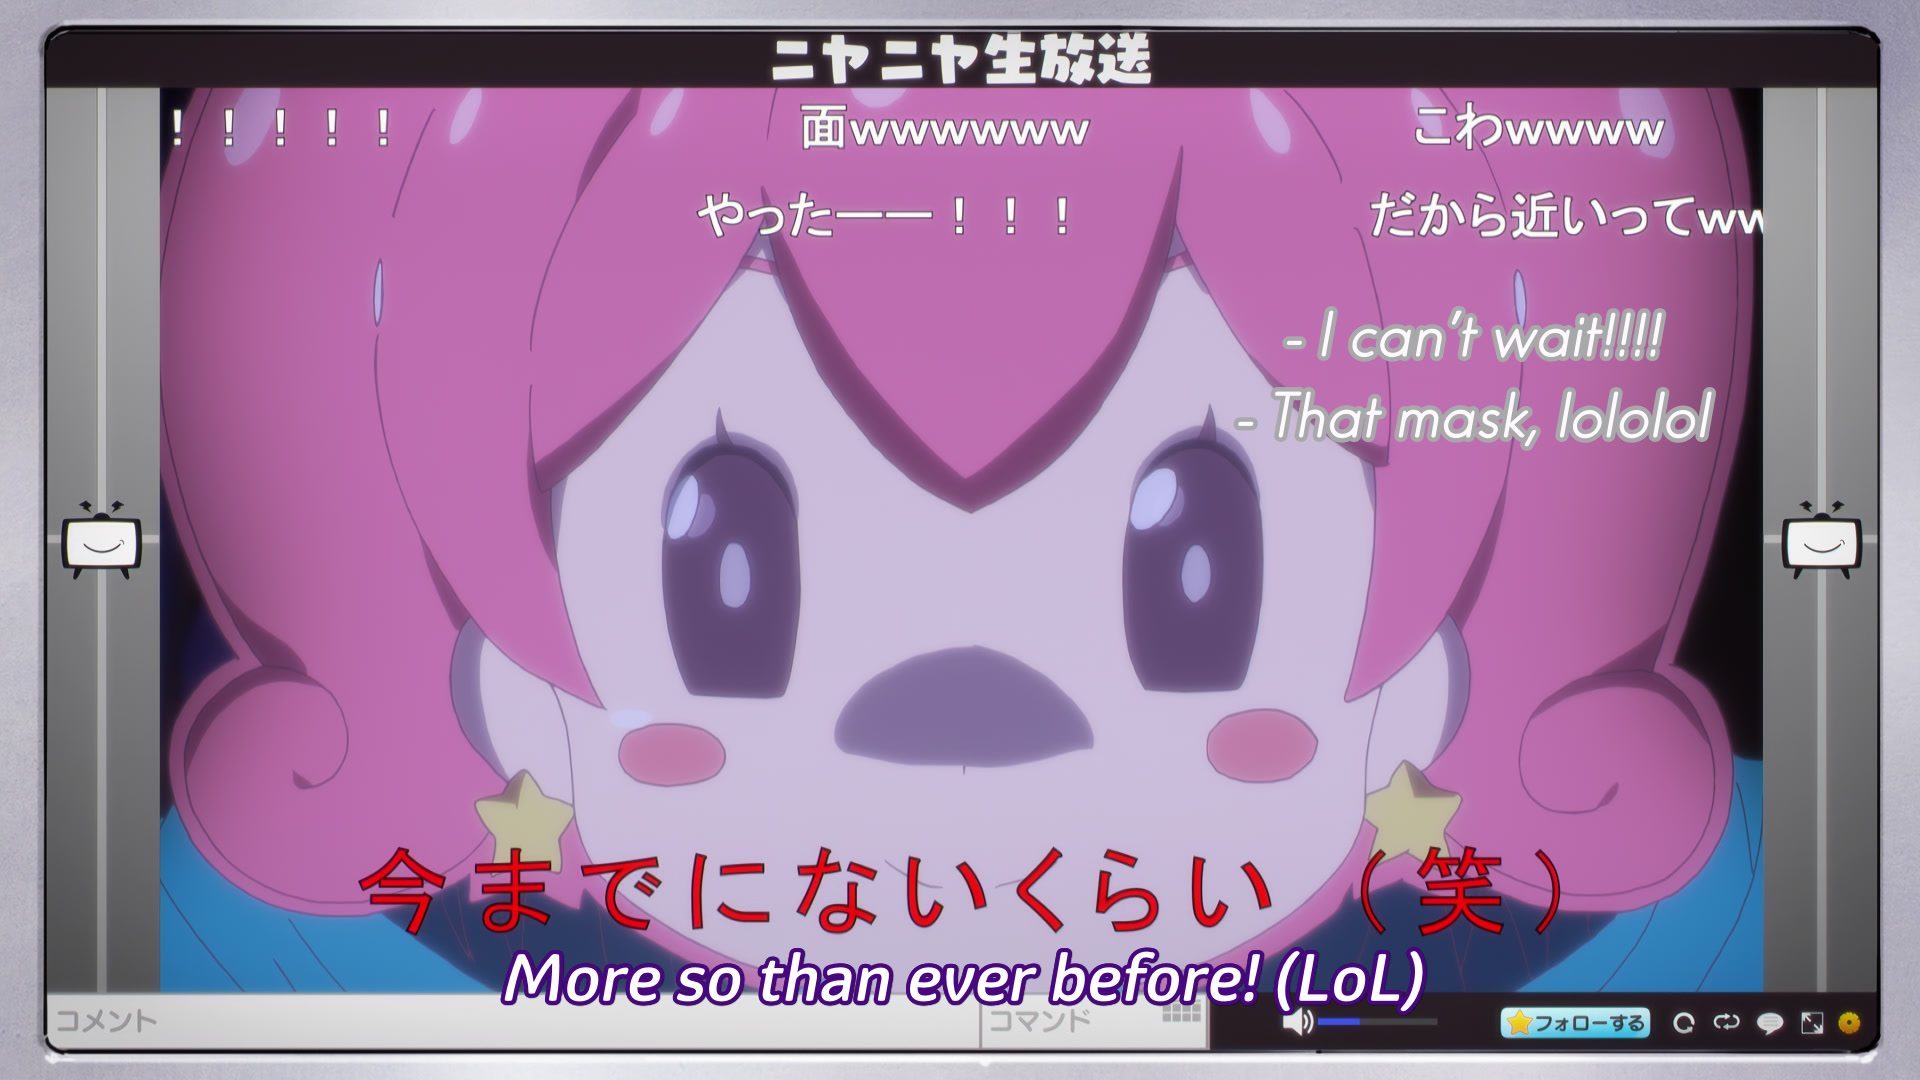 ニヤニヤ生放送
！！！！！
面wwwwww
こわwwww
やったーー！！！
だから近いってww
- I can't wait!!!!
- That mask, lololol
今までにないくらい（笑）
More so than ever before! (LoL)
コメント
コマンド
フォローする